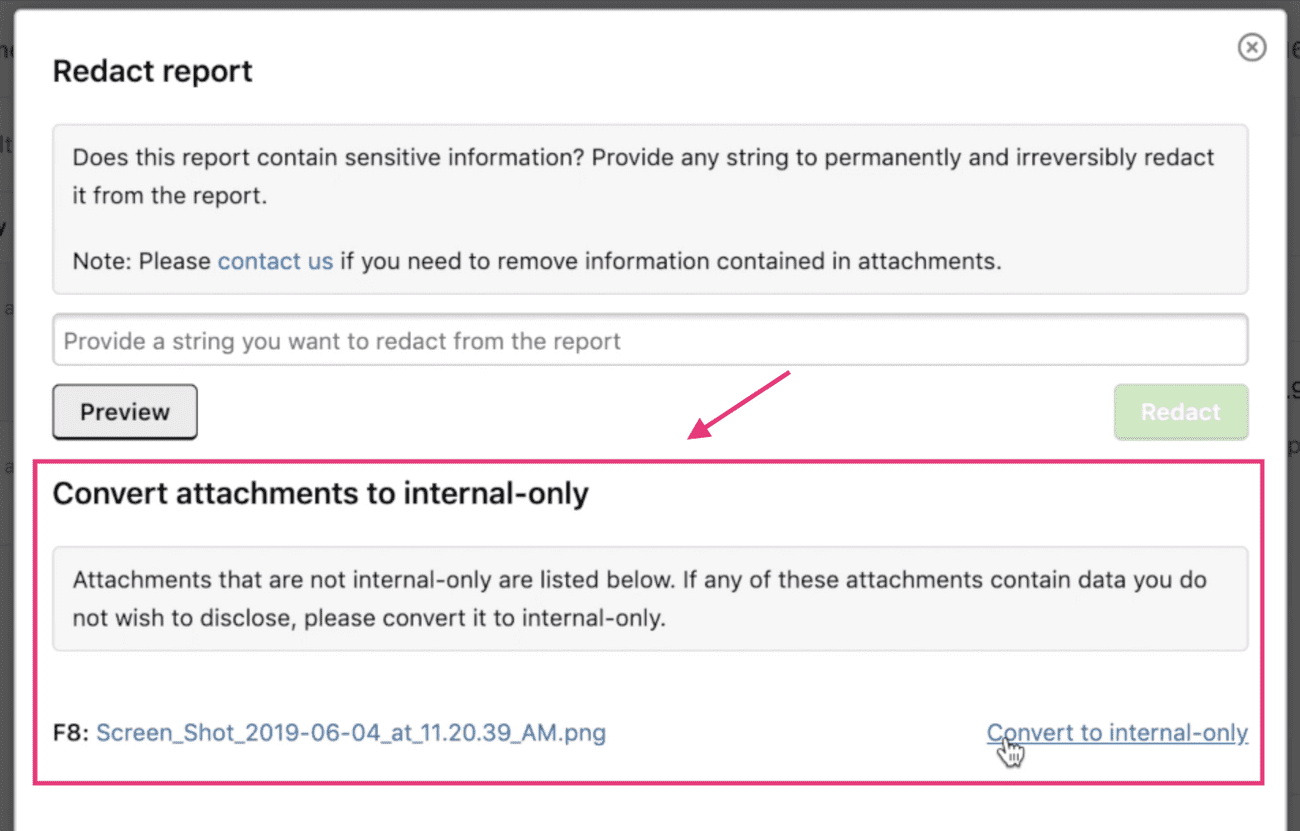 Redact report
Does this report contain sensitive information? Provide any string to permanently and irreversibly redact
it from the report.
Note: Please contact us if you need to remove information contained in attachments.
Provide a string you want to redact from the report
Preview
Redact
Convert attachments to internal-only
Attachments that are not internal-only are listed below. If any of these attachments contain data you do
not wish to disclose, please convert it to internal-only.
F8: Screen_Shot_2019-06-04_at_11.20.39_AM.png
Convert to internal-only